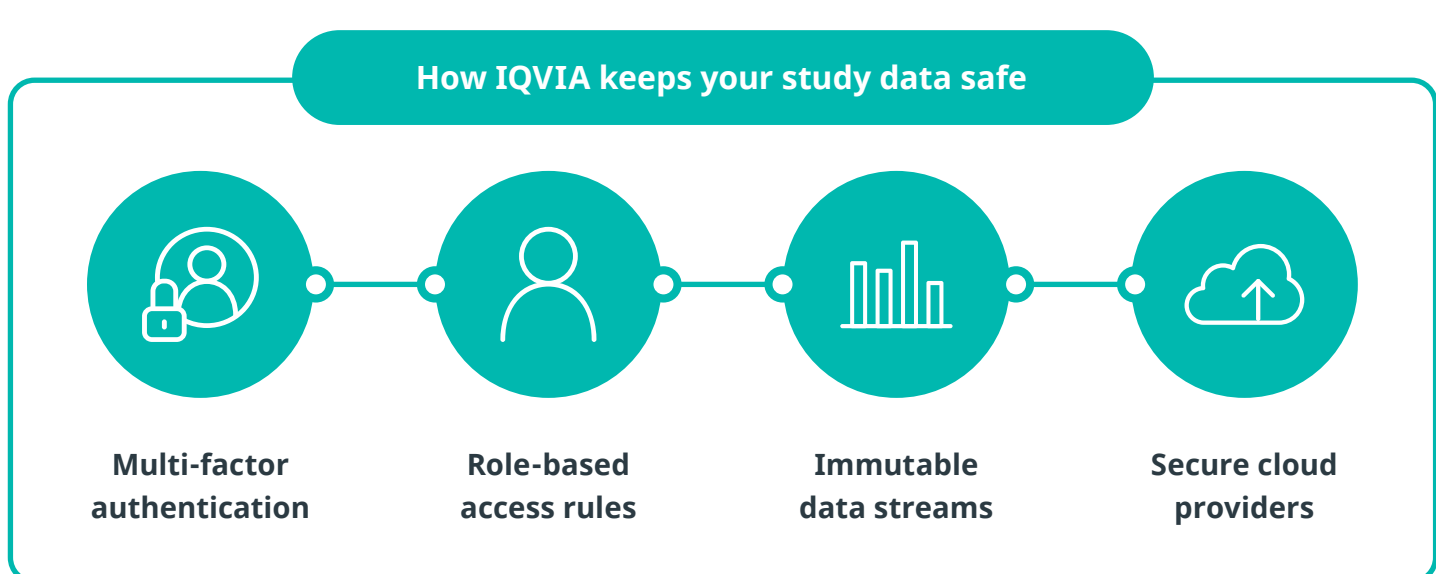 How IQVIA keeps your study data safe
Multi-factor
authentication
Role-based
access rules
Immutable
data streams
Secure cloud
providers